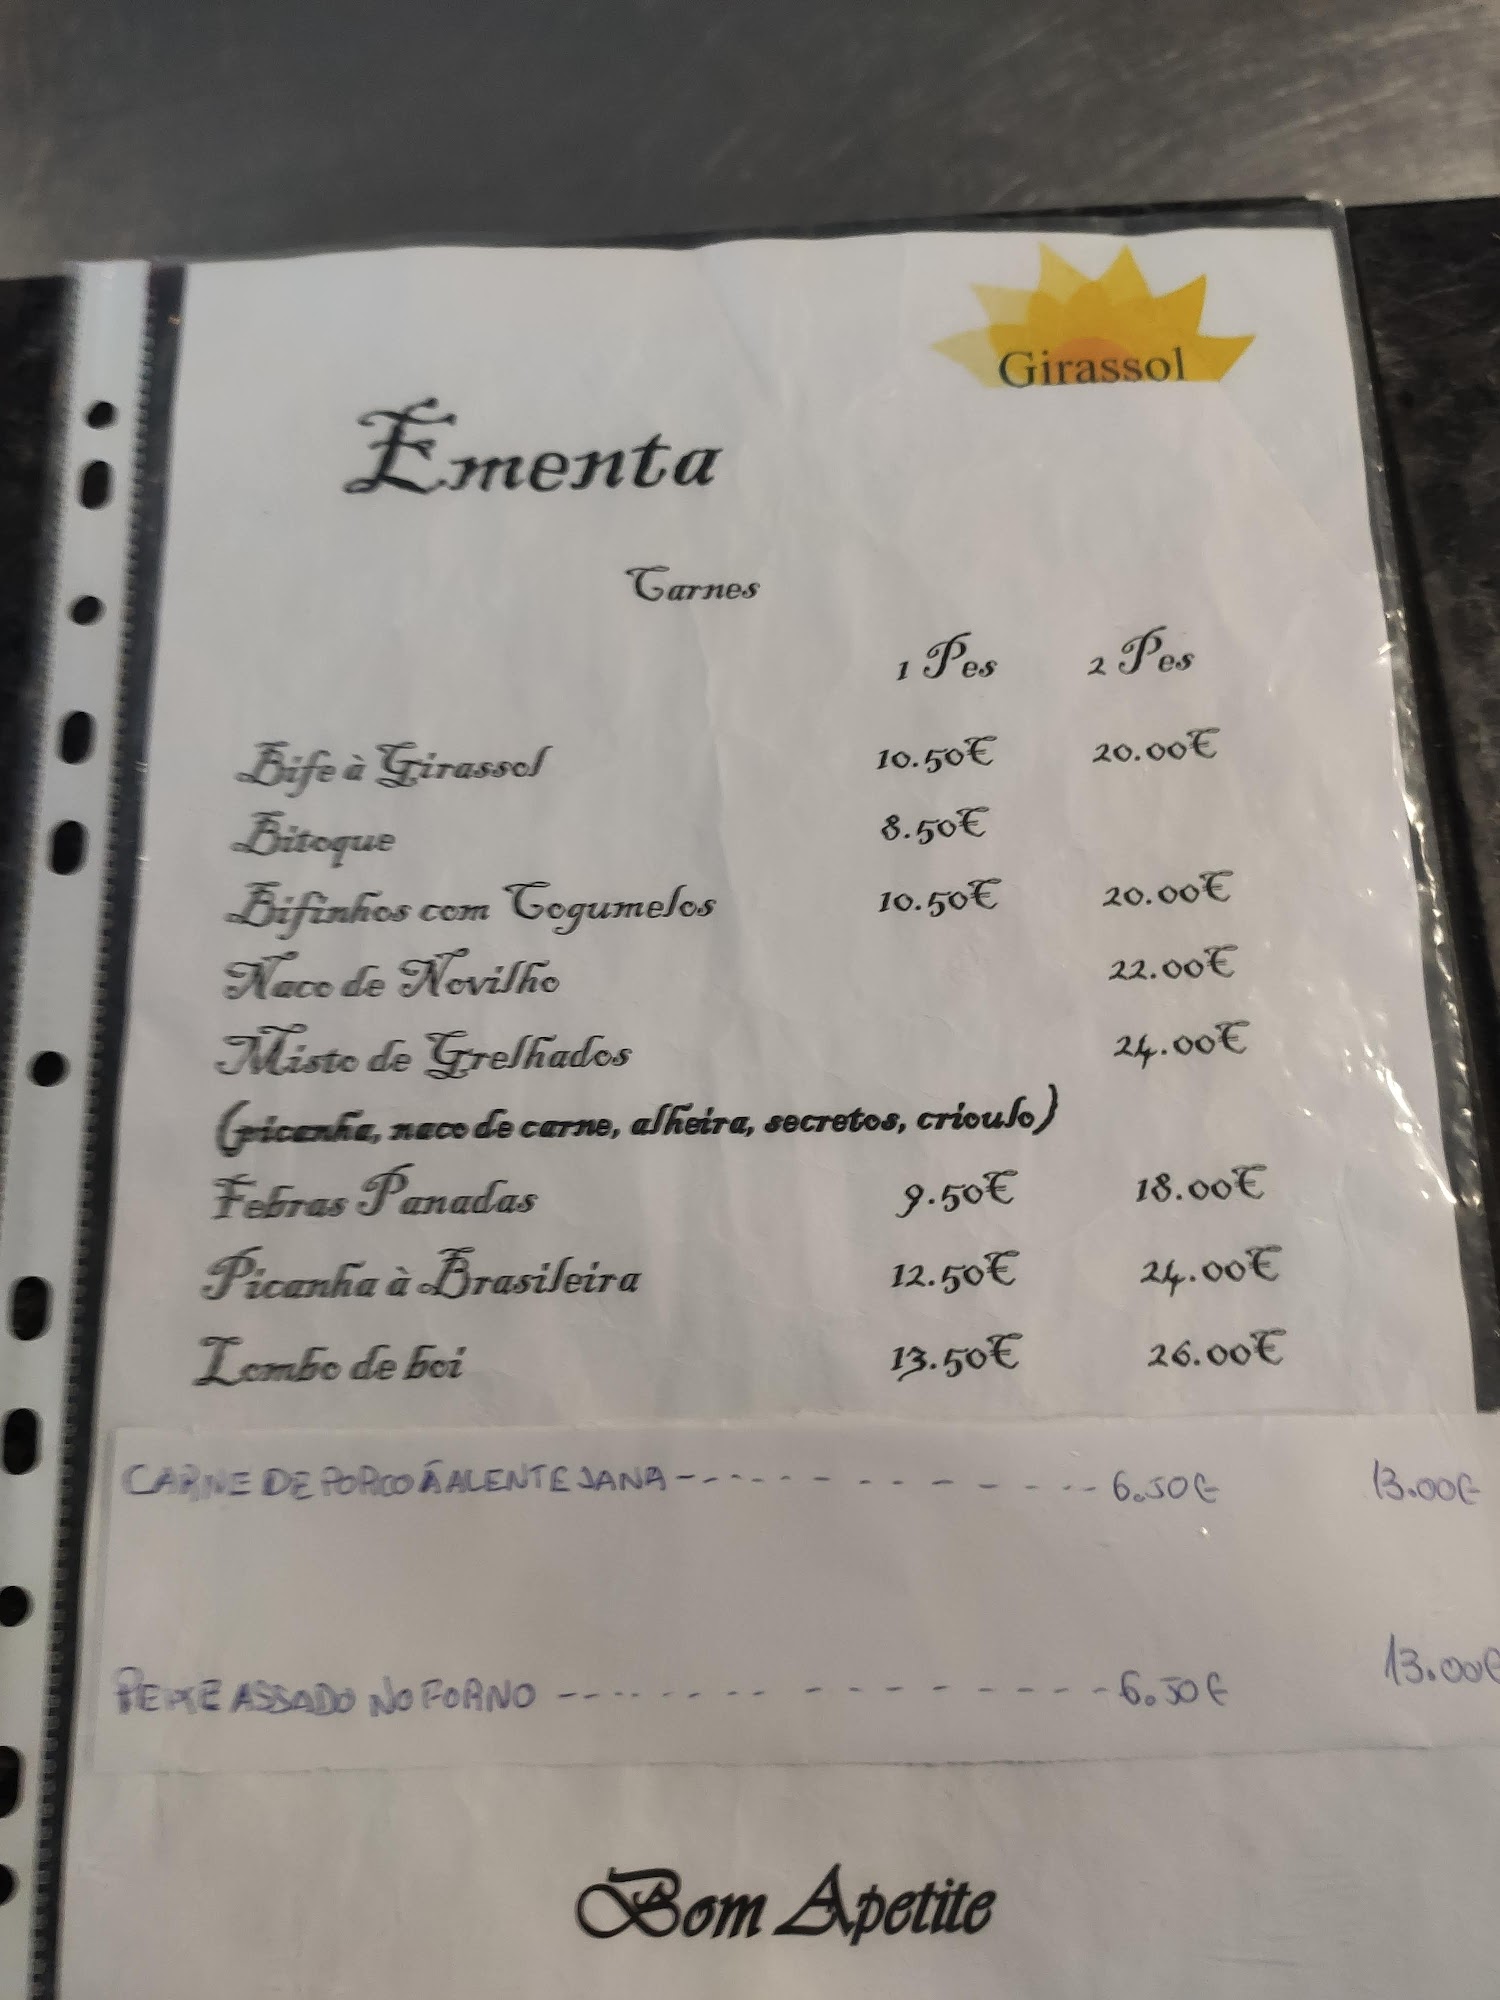 Girassol
Ementa
Carnes
1 Pes 2 Pes
Bife à Girassol 10.50€ 20.00€
Bitoque 8.50€
Bifinhos com Cogumelos 10.50€ 20.00€
Naco de Novilho 22.00€
Misto de Grelhados 24.00€
(picanha, naco de carne, alheira, secretos, crioulo)
Febras Panadas 9.50€ 18.00€
Picanha à Brasileira 12.50€ 24.00€
Lombo de boi 13.50€ 26.00€
CARNE DE PORCO Á ALENTEJANA ------------ 6.50€ 13.00€
PEIXE ASSADO NO FORNO ---------------- 6.50€ 13.00€
Bom Apetite